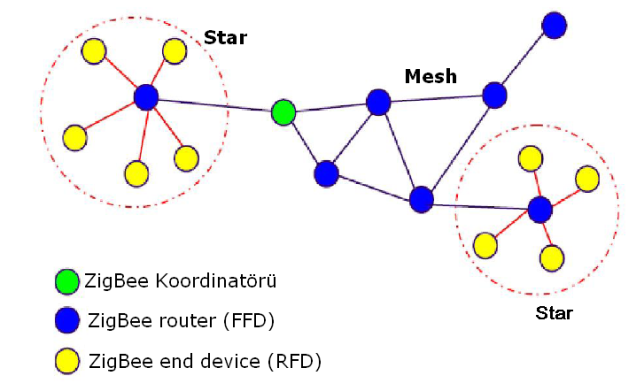 Star
Mesh
ZigBee Koordinatörü
ZigBee router (FFD)
ZigBee end device (RFD)
Star